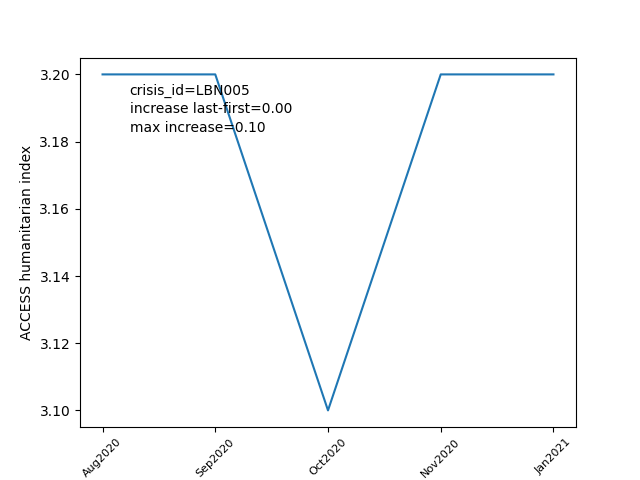 3.20
3.18
3.16
3.14
3.12
3.10
ACCESS humanitarian index
crisis_id=LBN005
increase last-first=0.00
max increase=0.10
Aug2020
Sep2020
Oct2020
Nov2020
Jan2021